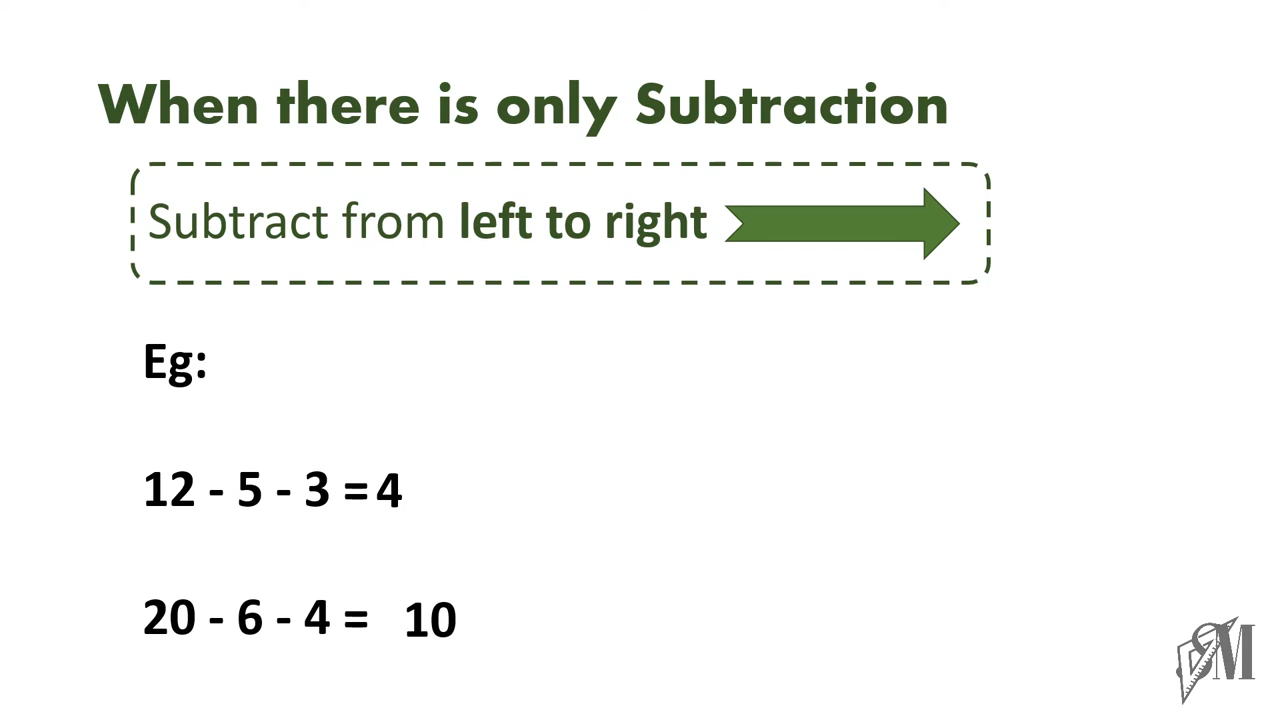 When there is only Subtraction
Subtract from left to right
Eg:
12 - 5 - 3 = 4
20 - 6 - 4 = 10
SM